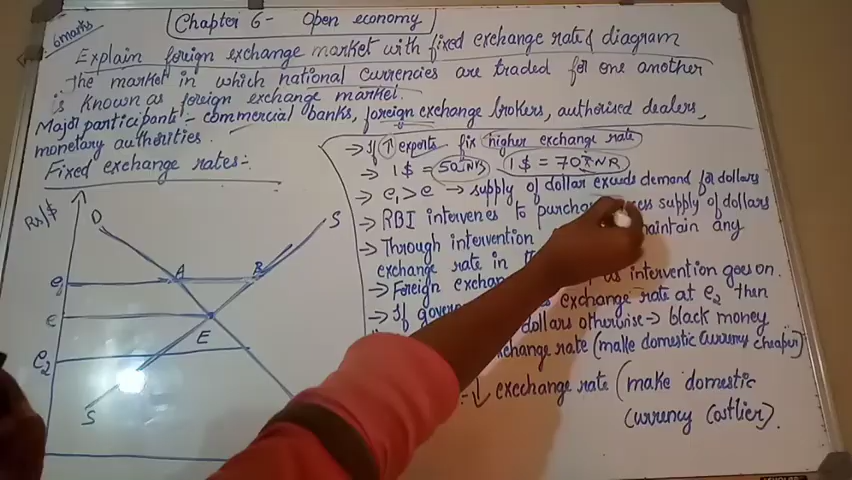 6marks
Chapter 6- Open economy
Explain foreign exchange market with fixed exchange rate & diagram
The market in which national currencies are traded for one another
is known as foreign exchange market.
Major participants- commercial banks, foreign exchange brokers, authorised dealers,
monetary authorities.
Fixed exchange rates:-
Rs/$
D
S
e1
A
B
e
E
e2
S
→ If ↑ exports fix higher exchange rate
→ 1$ = 50INR 1$ = 70INR
→ e1>e → supply of dollar exceeds demand for dollars
→ RBI intervenes to purchase supply of dollars
→ Through intervention maintain any
exchange rate in
→ Foreign as intervention goes on.
→ If exchange rate at e2 then
dollars otherwise → black money
exchange rate (make domestic currency cheaper)
= ↓ execchange rate (make domestic
currency costlier).